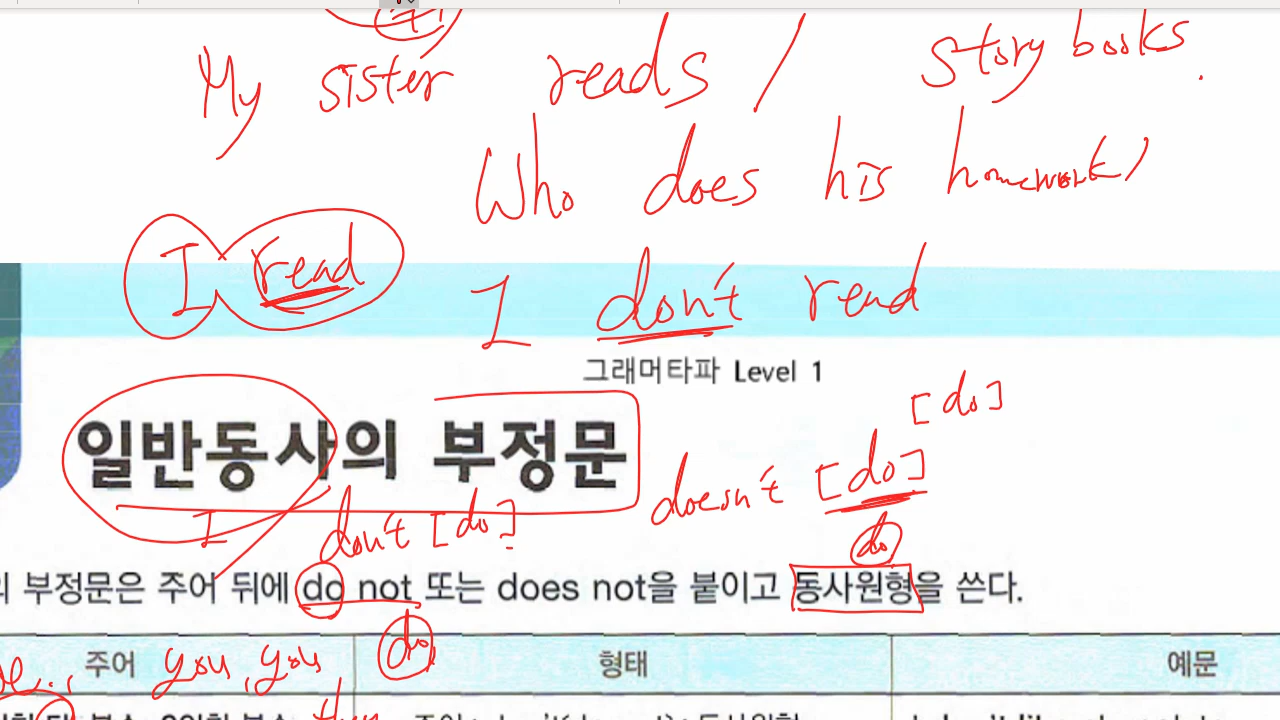 My sister reads / story books.
Who does his homework /
I read
I don't read
그래머타파 Level 1
[do]
일반동사의 부정문
doesn't [do]
I don't [do]
do
의 부정문은 주어 뒤에 do not 또는 does not을 붙이고 동사원형을 쓴다.
do
주어 you, you 형태 예문